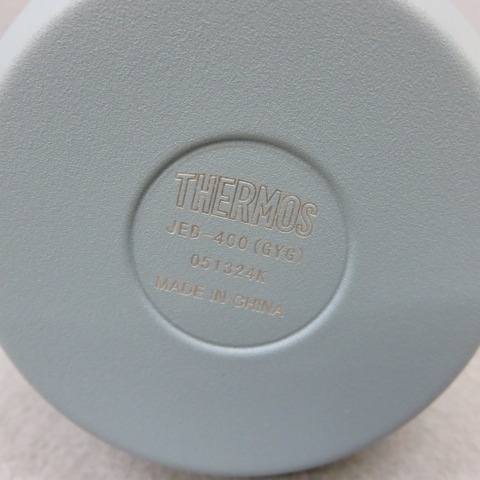 THERMOS
JED-400(GYG)
051324K
MADE IN CHINA